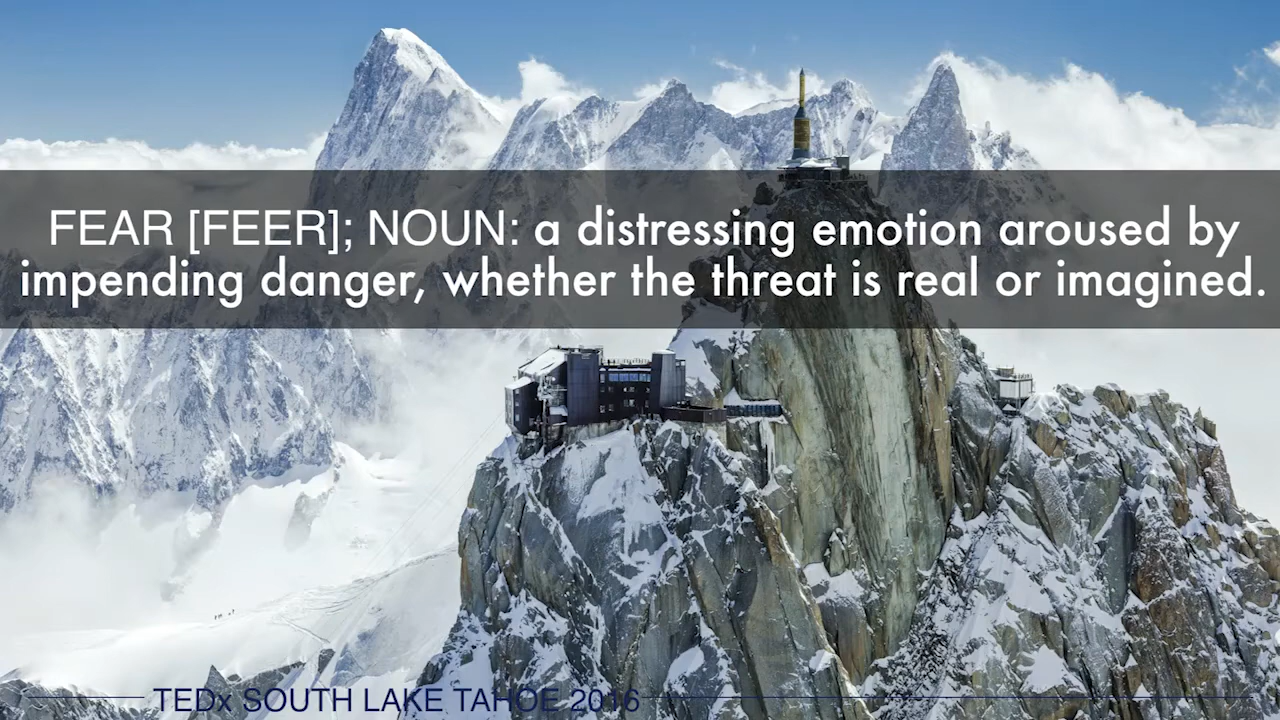 FEAR [FEER]; NOUN: a distressing emotion aroused by
impending danger, whether the threat is real or imagined.
TEDx SOUTH LAKE TAHOE 2016